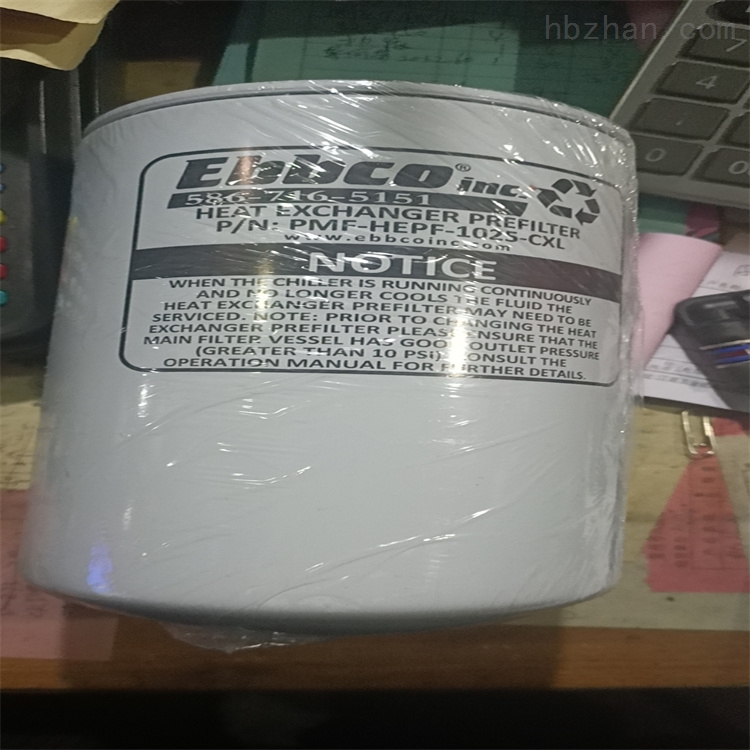 hbzhan.com
7
4
1
0
0
Ebbco® inc.
586-716-5151
HEAT EXCHANGER PREFILTER
P/N: PMF-HEPF-1025-CXL
www.ebbcoinc.com
NOTICE
WHEN THE CHILLER IS RUNNING CONTINUOUSLY
AND NO LONGER COOLS THE FLUID THE
HEAT EXCHANGER PREFILTER MAY NEED TO BE
SERVICED. NOTE: PRIOR TO CHANGING THE HEAT
EXCHANGER PREFILTER PLEASE ENSURE THAT THE
MAIN FILTER VESSEL HAS GOOD OUTLET PRESSURE
(GREATER THAN 10 PSI). CONSULT THE
OPERATION MANUAL FOR FURTHER DETAILS.